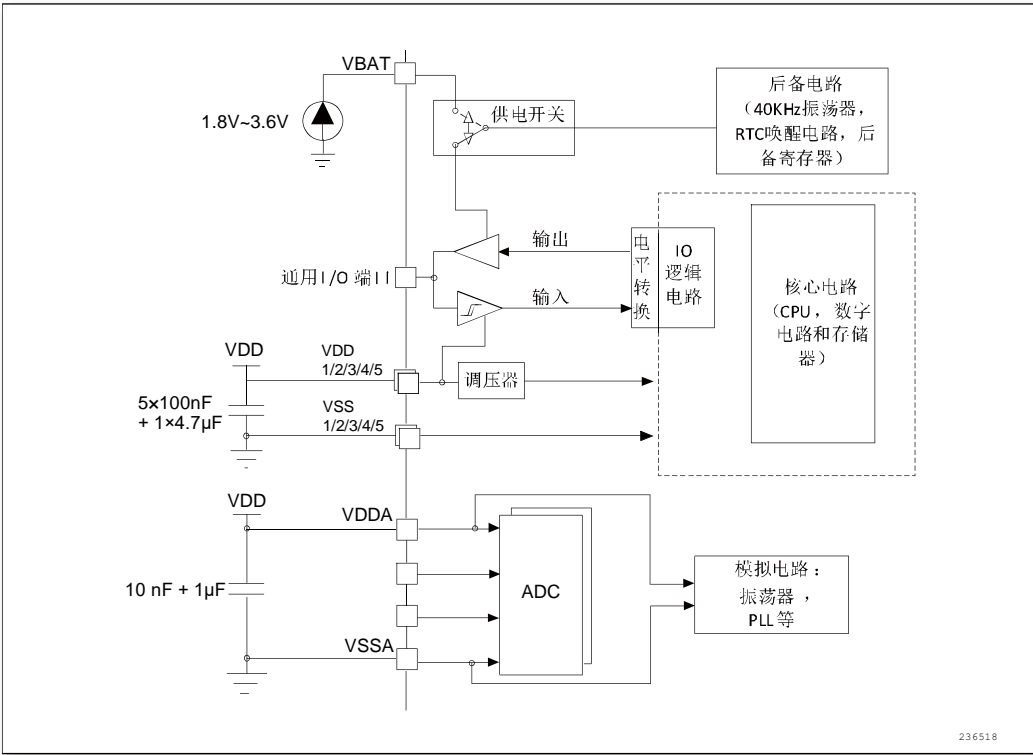 VBAT
1.8V~3.6V
供电开关
后备电路
（40KHz振荡器，
RTC唤醒电路，后
备寄存器）
输出
通用I/O 端口
输入
电
平
转
换
IO
逻辑
电路
核心电路
（CPU，数字
电路和存储
器）
VDD
VDD
1/2/3/4/5
调压器
5×100nF
+ 1×4.7μF
VSS
1/2/3/4/5
VDD
VDDA
10 nF + 1μF
ADC
模拟电路：
振荡器，
PLL等
VSSA
236518